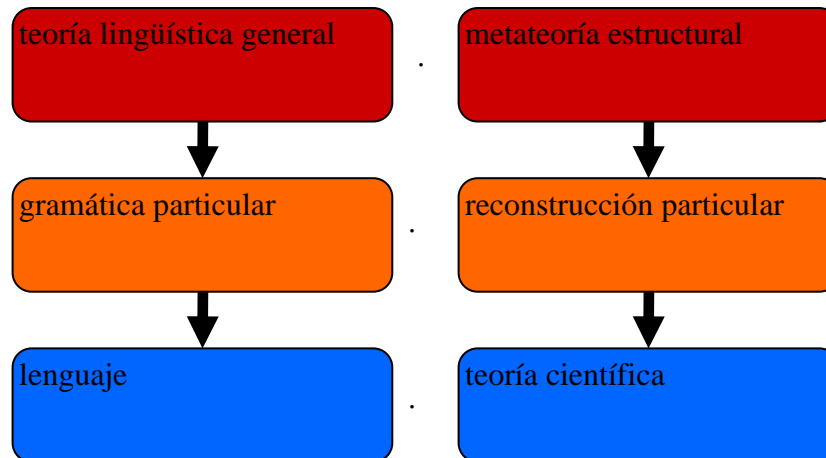 teoría lingüística general
metateoría estructural
gramática particular
reconstrucción particular
lenguaje
teoría científica